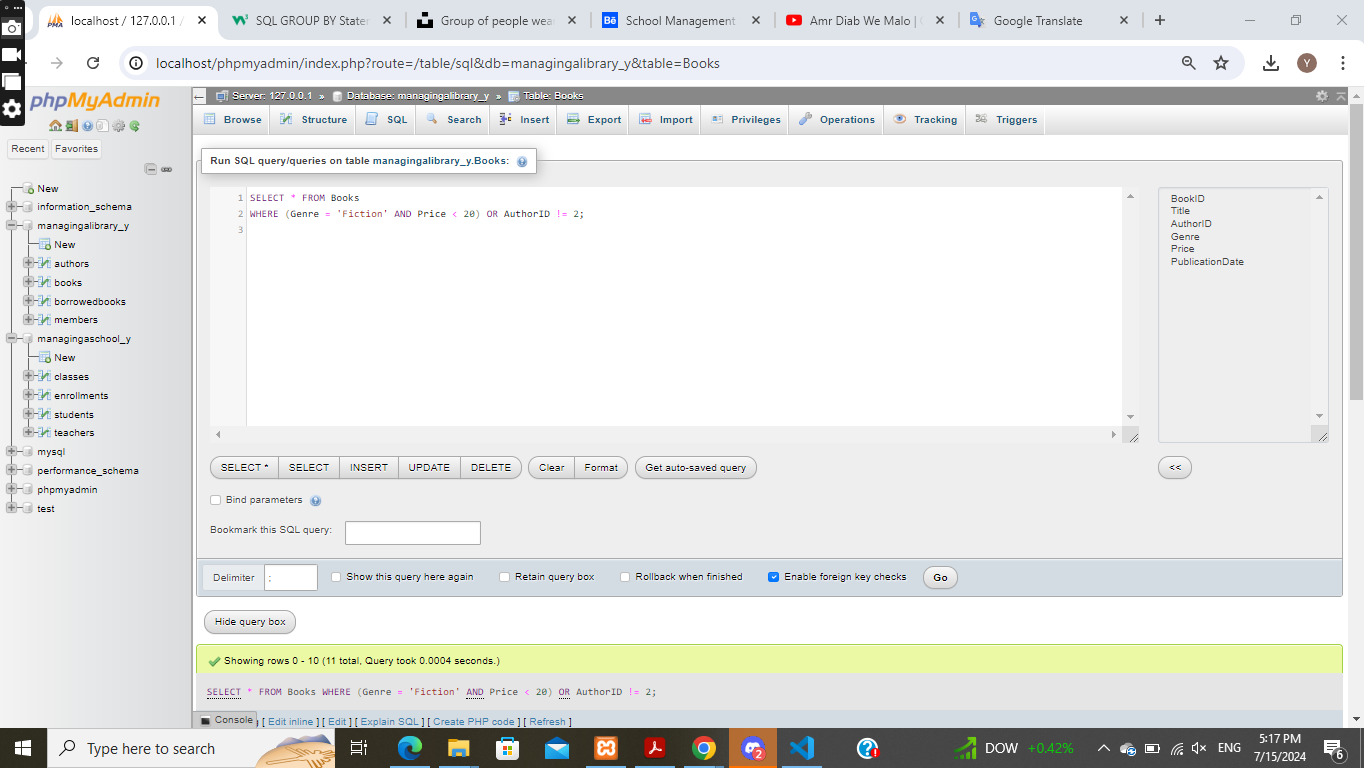 localhost / 127.0.0.1 /
SQL GROUP BY Stater
Group of people wea
School Management
Amr Diab We Malo |
Google Translate
localhost/phpmyadmin/index.php?route=/table/sql&db=managingalibrary_y&table=Books
Y
phpMyAdmin
Recent
Favorites
New
information_schema
managingalibrary_y
New
authors
books
borrowedbooks
members
managingaschool_y
New
classes
enrollments
students
teachers
mysql
performance_schema
phpmyadmin
test
Server: 127.0.0.1 » Database: managingalibrary_y » Table: Books
Browse Structure SQL Search Insert Export Import Privileges Operations Tracking Triggers
Run SQL query/queries on table managingalibrary_y.Books:
1 SELECT * FROM Books
2 WHERE (Genre = 'Fiction' AND Price < 20) OR AuthorID != 2;
3
BookID
Title
AuthorID
Genre
Price
PublicationDate
SELECT * SELECT INSERT UPDATE DELETE Clear Format Get auto-saved query <<
Bind parameters
Bookmark this SQL query:
Delimiter ; Show this query here again Retain query box Rollback when finished Enable foreign key checks Go
Hide query box
Showing rows 0 - 10 (11 total, Query took 0.0004 seconds.)
SELECT * FROM Books WHERE (Genre = 'Fiction' AND Price < 20) OR AuthorID != 2;
Console
[ Edit inline ] [ Edit ] [ Explain SQL ] [ Create PHP code ] [ Refresh ]
Type here to search
2
DOW +0.42%
ENG
5:17 PM
7/15/2024
6